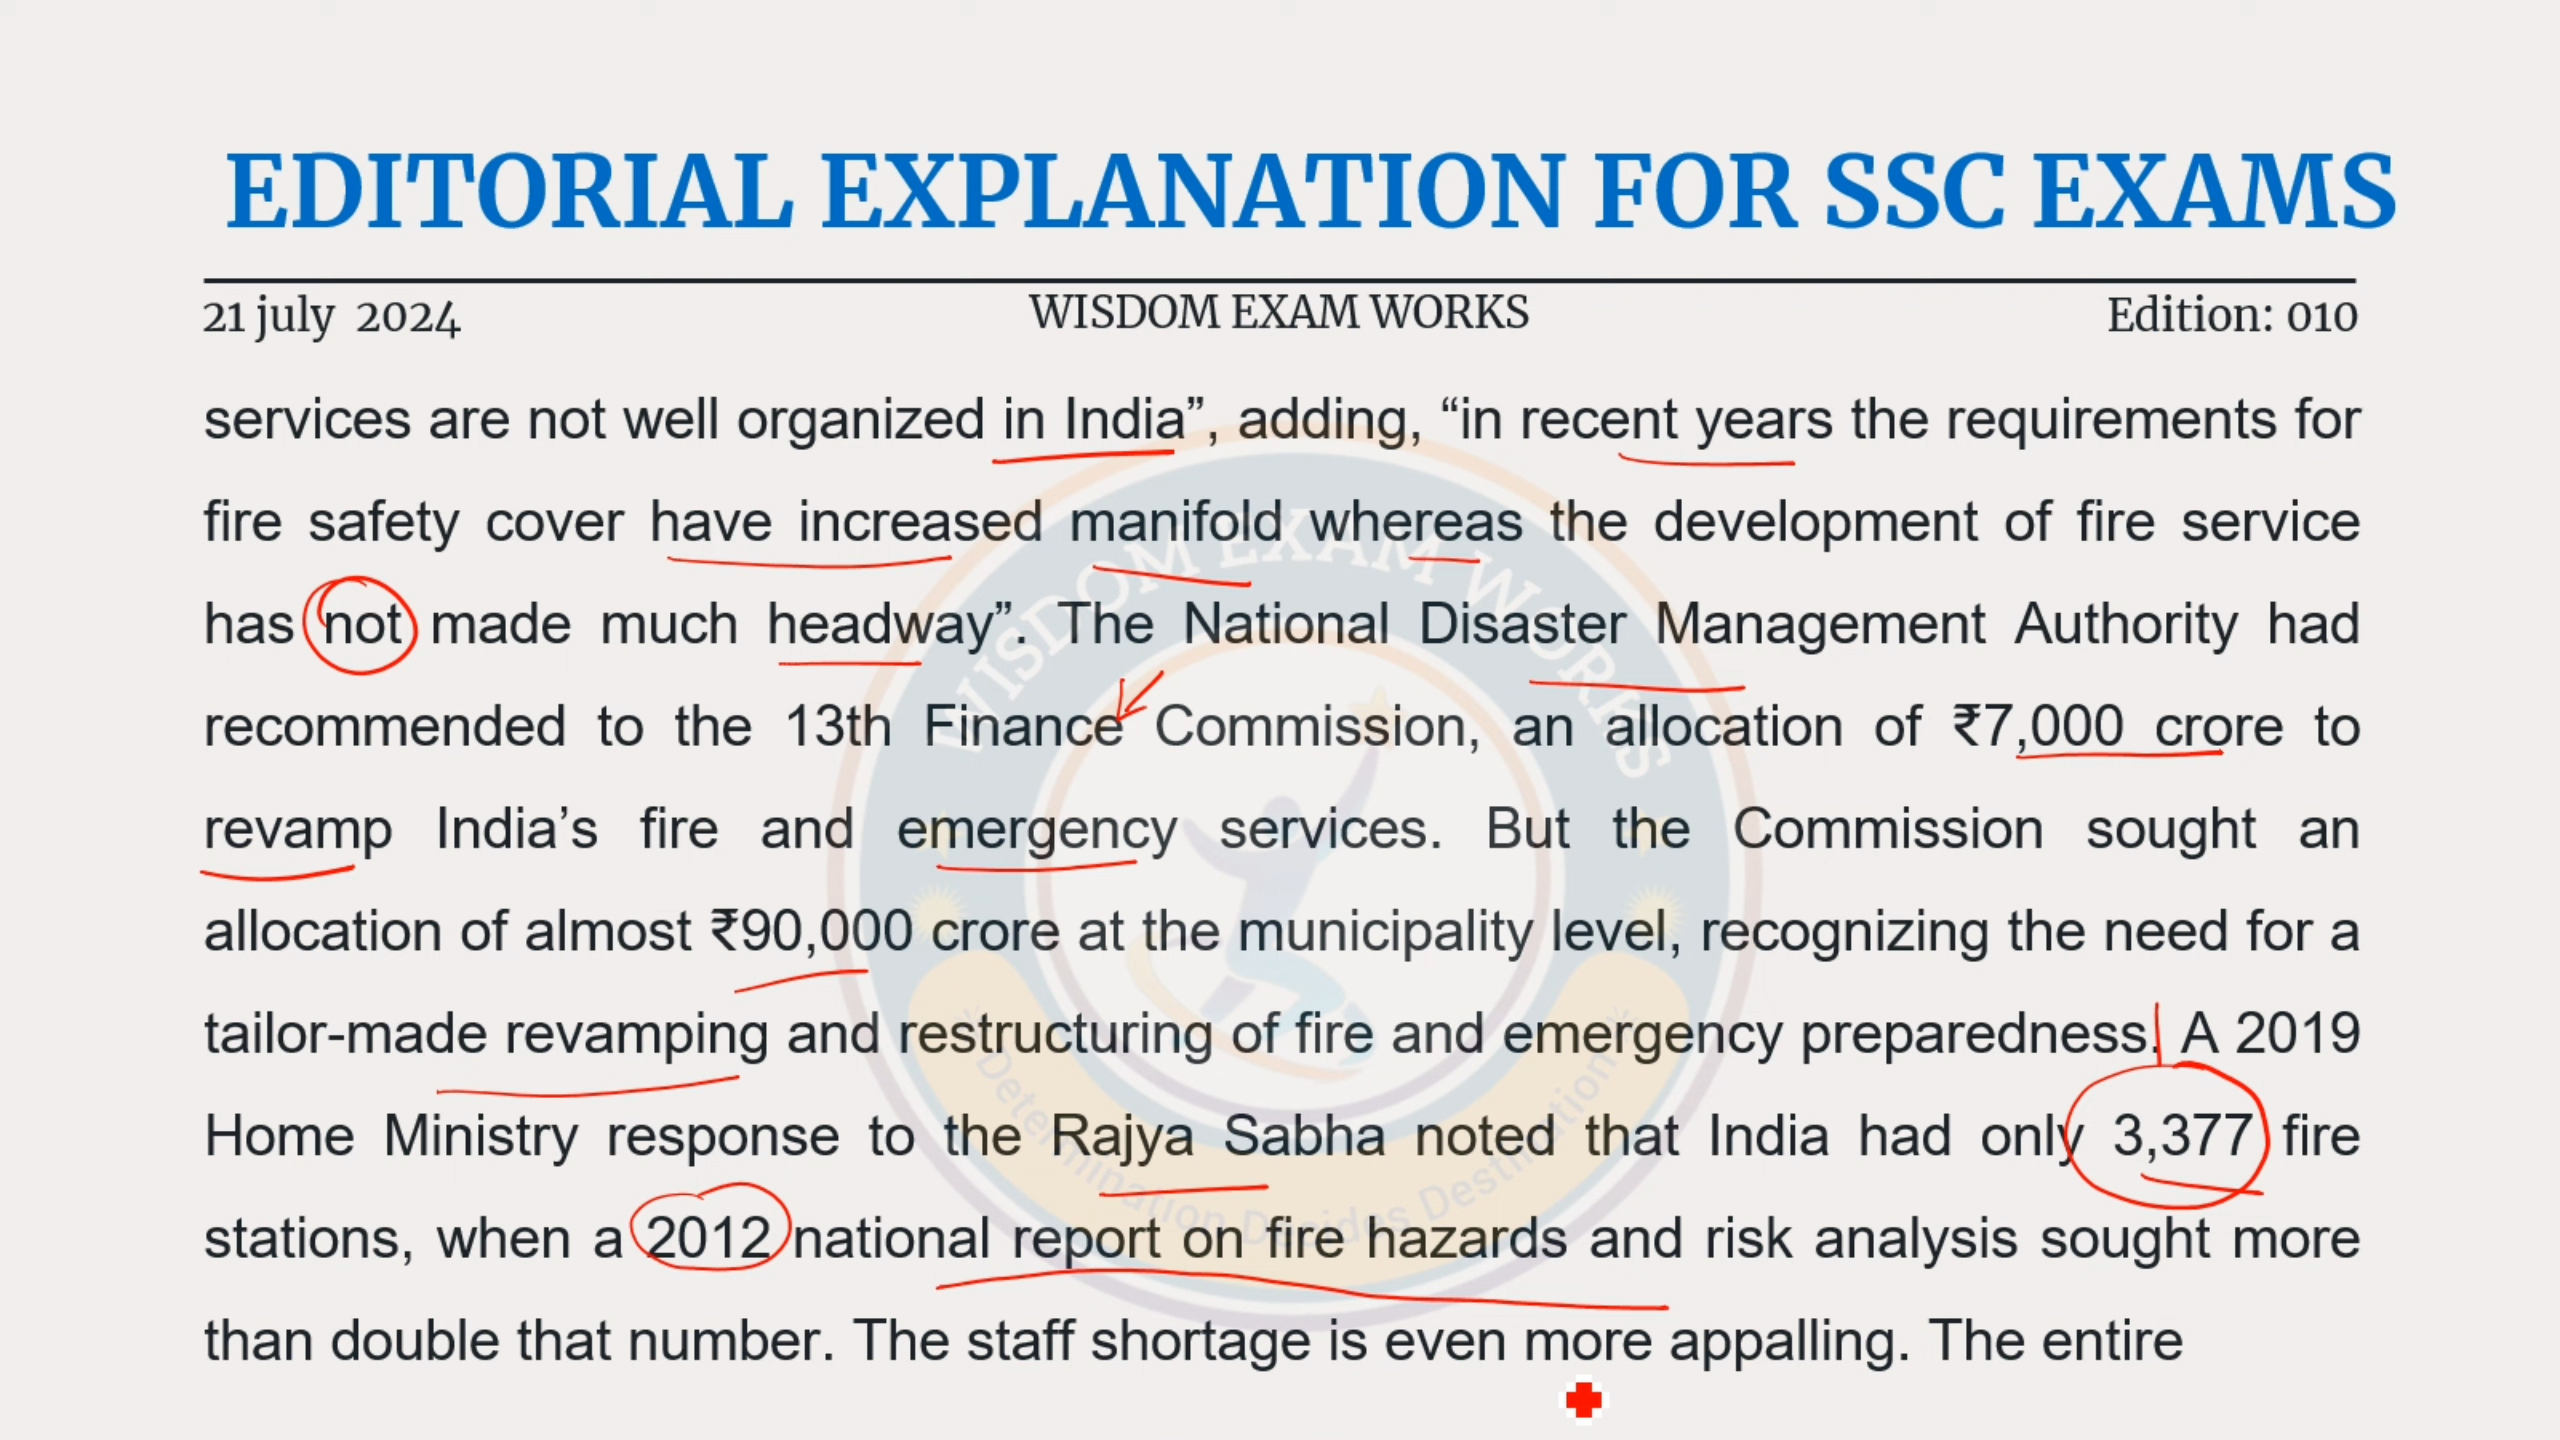 EDITORIAL EXPLANATION FOR SSC EXAMS
21 july 2024 WISDOM EXAM WORKS Edition: 010
services are not well organized in India”, adding, “in recent years the requirements for
fire safety cover have increased manifold whereas the development of fire service
has not made much headway”. The National Disaster Management Authority had
recommended to the 13th Finance Commission, an allocation of ₹7,000 crore to
revamp India’s fire and emergency services. But the Commission sought an
allocation of almost ₹90,000 crore at the municipality level, recognizing the need for a
tailor-made revamping and restructuring of fire and emergency preparedness. A 2019
Home Ministry response to the Rajya Sabha noted that India had only 3,377 fire
stations, when a 2012 national report on fire hazards and risk analysis sought more
than double that number. The staff shortage is even more appalling. The entire
WISDOM EXAM WORKS
"Determination Decides Destination"